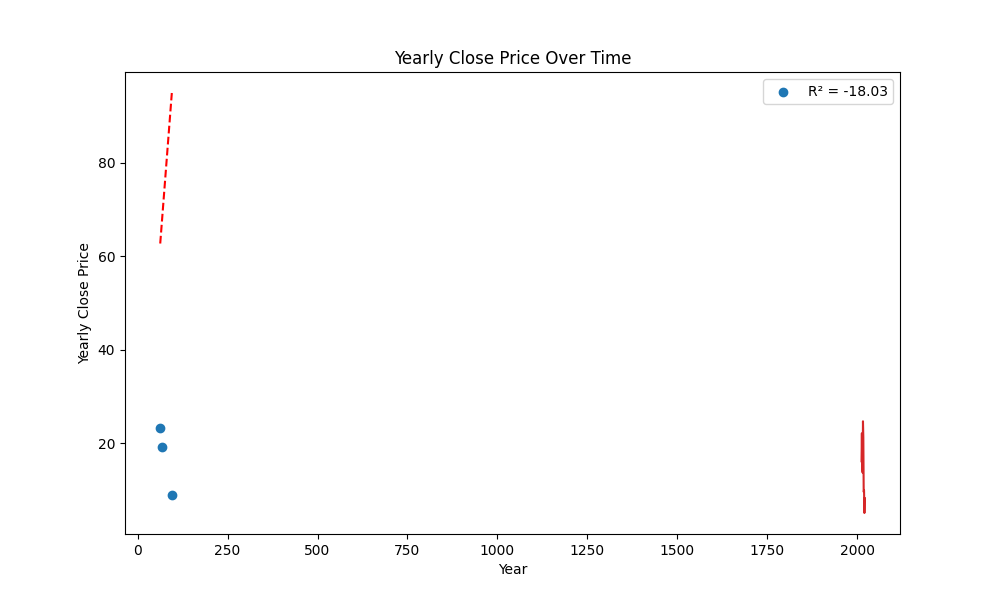 Yearly Close Price Over Time
R² = -18.03
80
60
40
20
Yearly Close Price
0 250 500 750 1000 1250 1500 1750 2000
Year